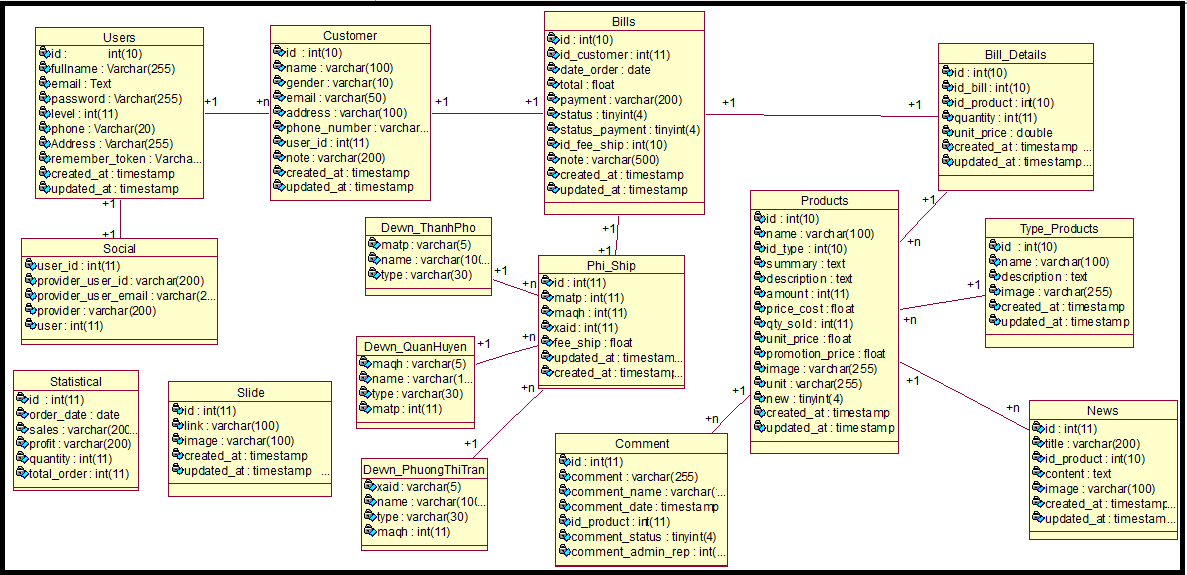 Users
id : int(10)
fullname : Varchar(255)
email : Text
password : Varchar(255)
level : int(11)
phone : Varchar(20)
Address : Varchar(255)
remember_token : Varcha...
created_at : timestamp
updated_at : timestamp
+1
+n
Customer
id : int(10)
name : varchar(100)
gender : varchar(10)
email : varchar(50)
address : varchar(100)
phone_number : varchar...
user_id : int(11)
note : varchar(200)
created_at : timestamp
updated_at : timestamp
+1
+1
Bills
id : int(10)
id_customer : int(11)
date_order : date
total : float
payment : varchar(200)
status : tinyint(4)
status_payment : tinyint(4)
id_fee_ship : int(10)
note : varchar(500)
created_at : timestamp
updated_at : timestamp
+1
+1
Bill_Details
id : int(10)
id_bill : int(10)
id_product : int(10)
quantity : int(11)
unit_price : double
created_at : timestamp ...
updated_at : timestamp...
+1
+1
Social
user_id : int(11)
provider_user_id : varchar(200)
provider_user_email : varchar(2...
provider : varchar(200)
user : int(11)
Devvn_ThanhPho
matp : varchar(5)
name : varchar(10(...
type : varchar(30)
+1
+n
+1
+1
Phi_Ship
id : int(11)
matp : int(11)
maqh : int(11)
xaid : int(11)
fee_ship : float
updated_at : timestam...
created_at : timestamp...
Products
id : int(10)
name : varchar(100)
id_type : int(10)
summary : text
description : text
amount : int(11)
price_cost : float
qty_sold : int(11)
unit_price : float
promotion_price : float
image : varchar(255)
unit : varchar(255)
new : tinyint(4)
created_at : timestamp
updated_at : timestamp
+1
+n
Type_Products
id : int(10)
name : varchar(100)
description : text
image : varchar(255)
created_at : timestamp
updated_at : timestamp
+1
+n
Devvn_QuanHuyen
maqh : varchar(5)
name : varchar(1...
type : varchar(30)
matp : int(11)
+1
+n
Statistical
id : int(11)
order_date : date
sales : varchar(200...
profit : varchar(200)
quantity : int(11)
total_order : int(11)
Slide
id : int(11)
link : varchar(100)
image : varchar(100)
created_at : timestamp
updated_at : timestamp ...
+n
+1
Devvn_PhuongThiTran
xaid : varchar(5)
name : varchar(10(...
type : varchar(30)
maqh : int(11)
+1
+n
Comment
id : int(11)
comment : varchar(255)
comment_name : varchar(...
comment_date : timestamp
id_product : int(11)
comment_status : tinyint(4)
comment_admin_rep : int(...
+1
+n
News
id : int(11)
title : varchar(200)
id_product : int(10)
content : text
image : varchar(100)
created_at : timestamp...
updated_at : timestam...